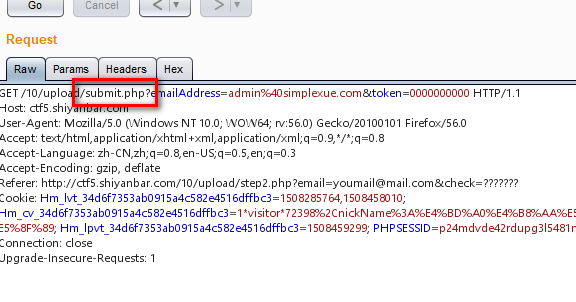 Go
Cancel
<
>
Request
Raw
Params
Headers
Hex
GET /10/upload/submit.php?emailAddress=admin%40simplexue.com&token=0000000000 HTTP/1.1
Host: ctf5.shiyanbar.com
User-Agent: Mozilla/5.0 (Windows NT 10.0; WOW64; rv:56.0) Gecko/20100101 Firefox/56.0
Accept: text/html,application/xhtml+xml,application/xml;q=0.9,*/*;q=0.8
Accept-Language: zh-CN,zh;q=0.8,en-US;q=0.5,en;q=0.3
Accept-Encoding: gzip, deflate
Referer: http://ctf5.shiyanbar.com/10/upload/step2.php?email=youmail@mail.com&check=???????
Cookie: Hm_lvt_34d6f7353ab0915a4c582e4516dffbc3=1508285764,1508458010;
Hm_cv_34d6f7353ab0915a4c582e4516dffbc3=1*visitor*72398%2CnickName%3A%E4%BD%A0%E4%B8%AA%E5
E5%8F%89; Hm_lpvt_34d6f7353ab0915a4c582e4516dffbc3=1508459299; PHPSESSID=p24mdvde42rdupg3l5481n
Connection: close
Upgrade-Insecure-Requests: 1